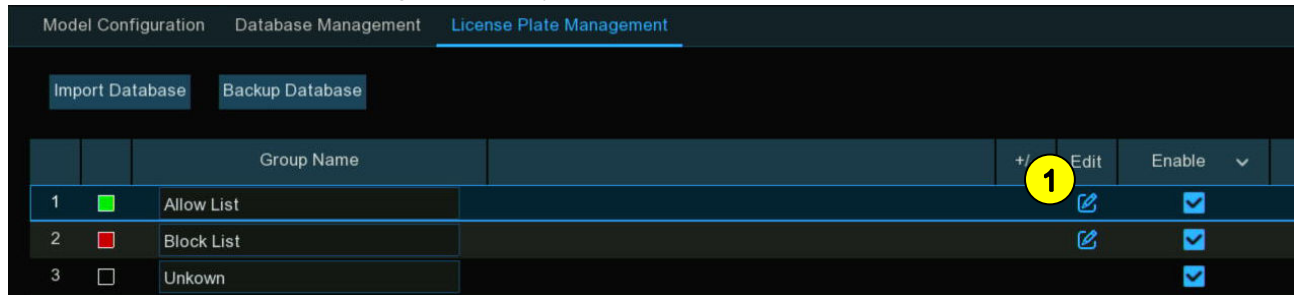 Model Configuration Database Management License Plate Management
Import Database Backup Database
Group Name +/ Edit Enable
1 Allow List
1
2 Block List
3 Unkown